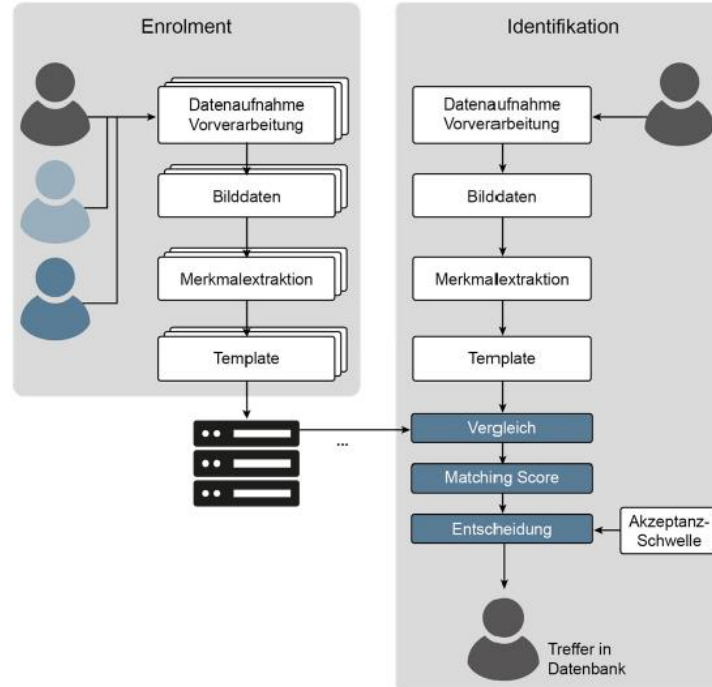 Enrolment
Datenaufnahme
Vorverarbeitung
Bilddaten
Merkmalextraktion
Template
...
Identifikation
Datenaufnahme
Vorverarbeitung
Bilddaten
Merkmalextraktion
Template
Vergleich
Matching Score
Entscheidung
Akzeptanz-
Schwelle
Treffer in
Datenbank